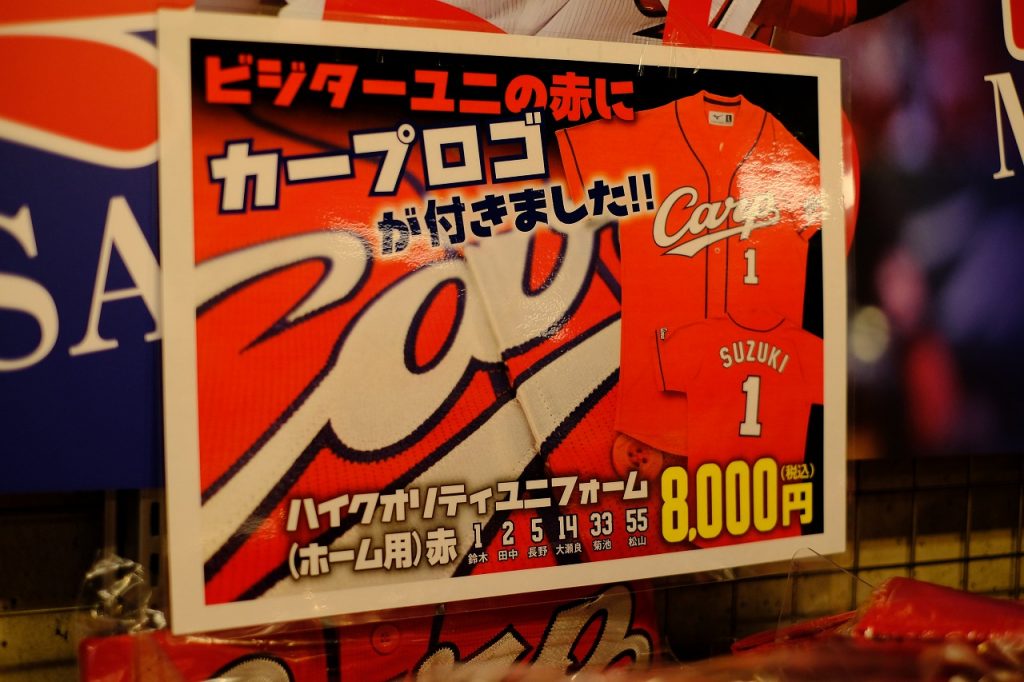 ビジターユニの赤に
カープロゴ
が付きました!!
Carp
1
SUZUKI
1
ハイクオリティユニフォーム
(ホーム用)赤
1 2 5 14 33 55
鈴木 田中 長野 大瀬良 菊池 松山
8,000円(税込)
SA
M